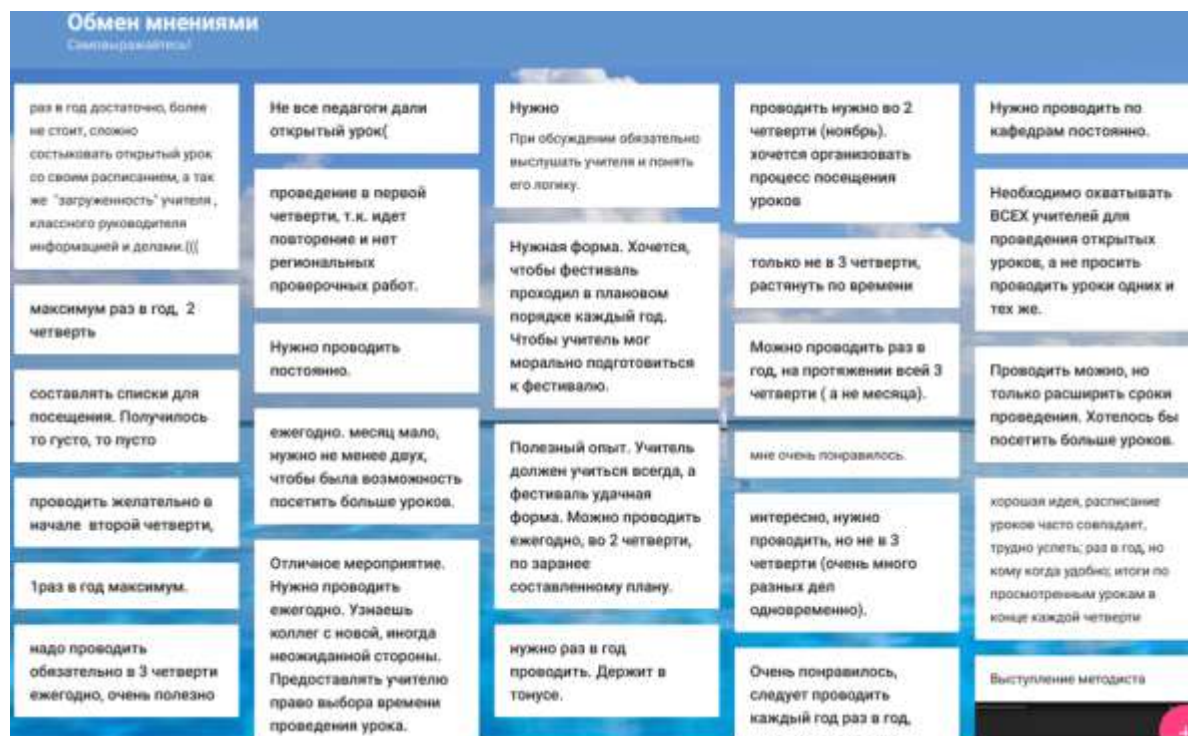 Обмен мнениями
Самовыражайтесь!
раз в год достаточно, более
не стоит, сложно
состыковать открытый урок
со своим расписанием, а так
же "загруженность" учителя ,
классного руководителя
информацией и делами.(((
максимум раз в год, 2
четверть
составлять списки для
посещения. Получилось
то густо, то пусто
проводить желательно в
начале второй четверти,
1раз в год максимум.
надо проводить
обязательно в 3 четверти
ежегодно, очень полезно
Не все педагоги дали
открытый урок(
проведение в первой
четверти, т.к. идет
повторение и нет
региональных
проверочных работ.
Нужно проводить
постоянно.
ежегодно. месяц мало,
нужно не менее двух,
чтобы была возможность
посетить больше уроков.
Отличное мероприятие.
Нужно проводить
ежегодно. Узнаешь
коллег с новой, иногда
неожиданной стороны.
Предоставлять учителю
право выбора времени
проведения урока.
Нужно
При обсуждении обязательно
выслушать учителя и понять
его логику.
Нужная форма. Хочется,
чтобы фестиваль
проходил в плановом
порядке каждый год.
Чтобы учитель мог
морально подготовиться
к фестивалю.
Полезный опыт. Учитель
должен учиться всегда, а
фестиваль удачная
форма. Можно проводить
ежегодно, во 2 четверти,
по заранее
составленному плану.
нужно раз в год
проводить. Держит в
тонусе.
проводить нужно во 2
четверти (ноябрь).
хочется организовать
процесс посещения
уроков
только не в 3 четверти,
растянуть по времени
Можно проводить раз в
год, на протяжении всей 3
четверти ( а не месяца).
мне очень понравилось.
интересно, нужно
проводить, но не в 3
четверти (очень много
разных дел
одновременно).
Очень понравилось,
следует проводить
каждый год раз в год,
Нужно проводить по
кафедрам постоянно.
Необходимо охватывать
ВСЕХ учителей для
проведения открытых
уроков, а не просить
проводить уроки одних и
тех же.
Проводить можно, но
только расширить сроки
проведения. Хотелось бы
посетить больше уроков.
хорошая идея, расписание
уроков часто совпадает,
трудно успеть; раз в год, но
кому когда удобно; итоги по
просмотренным урокам в
конце каждой четверти
Выступление методиста